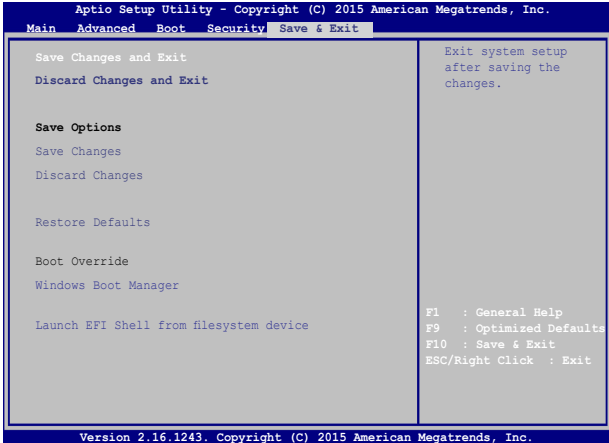 Aptio Setup Utility - Copyright (C) 2015 American Megatrends, Inc.
Main Advanced Boot Security Save & Exit
Save Changes and Exit
Discard Changes and Exit
Save Options
Save Changes
Discard Changes
Restore Defaults
Boot Override
Windows Boot Manager
Launch EFI Shell from filesystem device
Exit system setup
after saving the
changes.
F1 : General Help
F9 : Optimized Defaults
F10 : Save & Exit
ESC/Right Click : Exit
Version 2.16.1243. Copyright (C) 2015 American Megatrends, Inc.